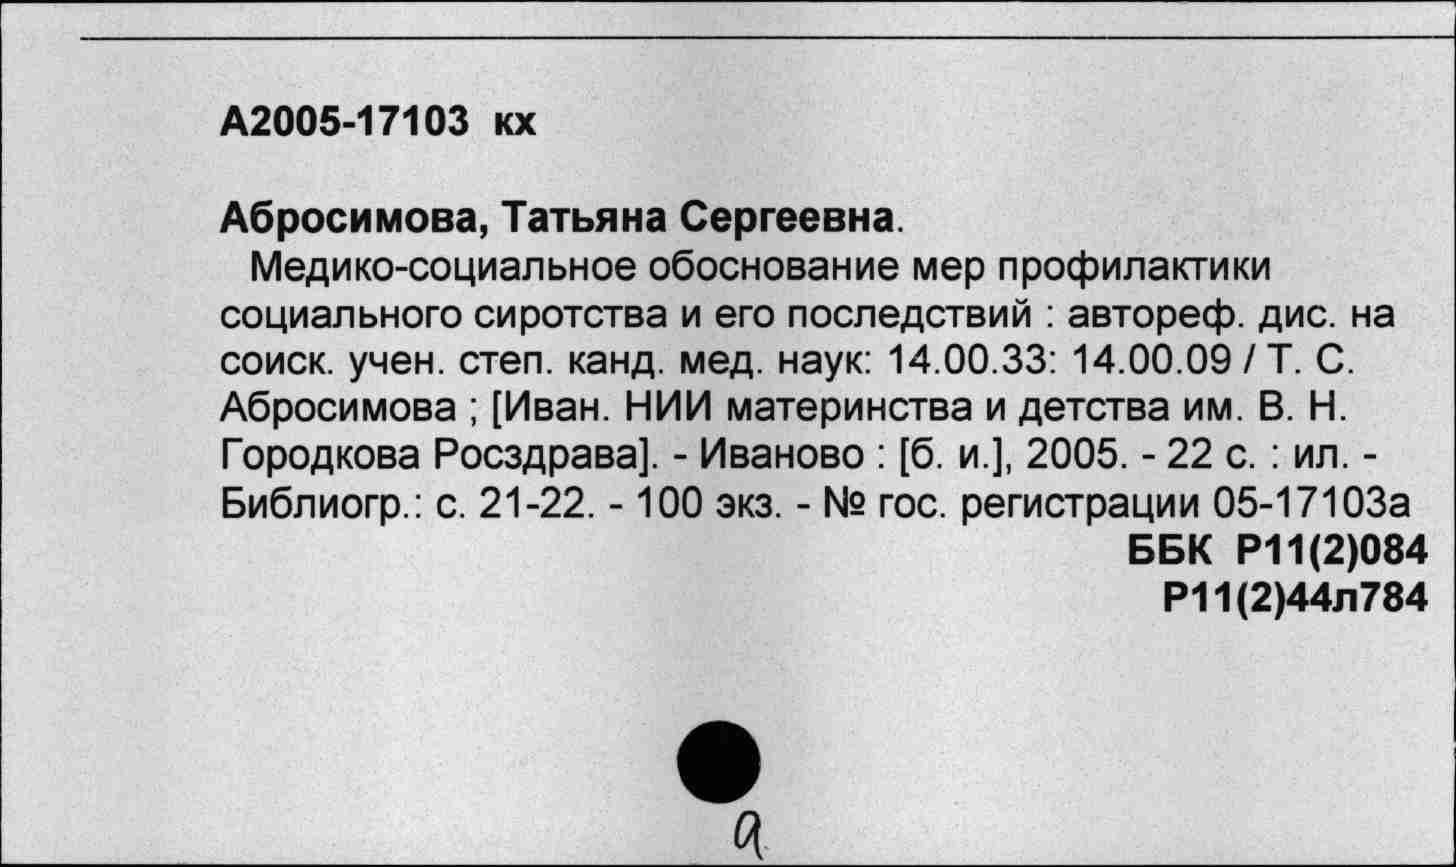 А2005-17103 кх
Абросимова, Татьяна Сергеевна.
Медико-социальное обоснование мер профилактики
социального сиротства и его последствий : автореф. дис. на
соиск. учен. степ. канд. мед. наук: 14.00.33: 14.00.09 / Т. С.
Абросимова ; [Иван. НИИ материнства и детства им. В. Н.
Городкова Росздрава]. - Иваново : [б. и.], 2005. - 22 с. : ил. -
Библиогр.: с. 21-22. - 100 экз. - № гос. регистрации 05-17103а
ББК Р11(2)084
Р11(2)44л784
а